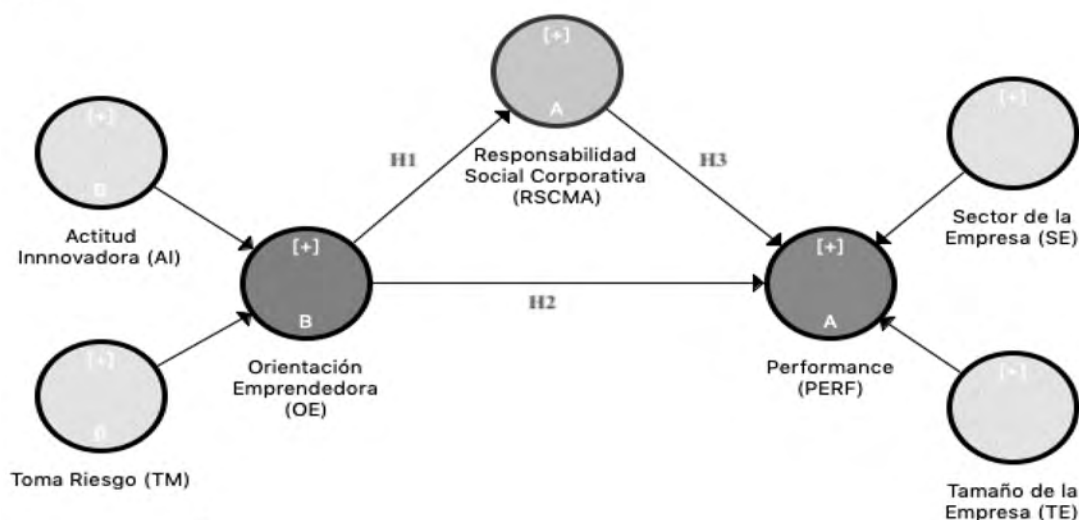 [+]
A
Responsabilidad
Social Corporativa
(RSCMA)
H1
H3
[+]
B
Actitud
Innnovadora (AI)
[+]
Sector de la
Empresa (SE)
[+]
B
Orientación
Emprendedora
(OE)
H2
[+]
A
Performance
(PERF)
[+]
Toma Riesgo (TM)
[+]
Tamaño de la
Empresa (TE)